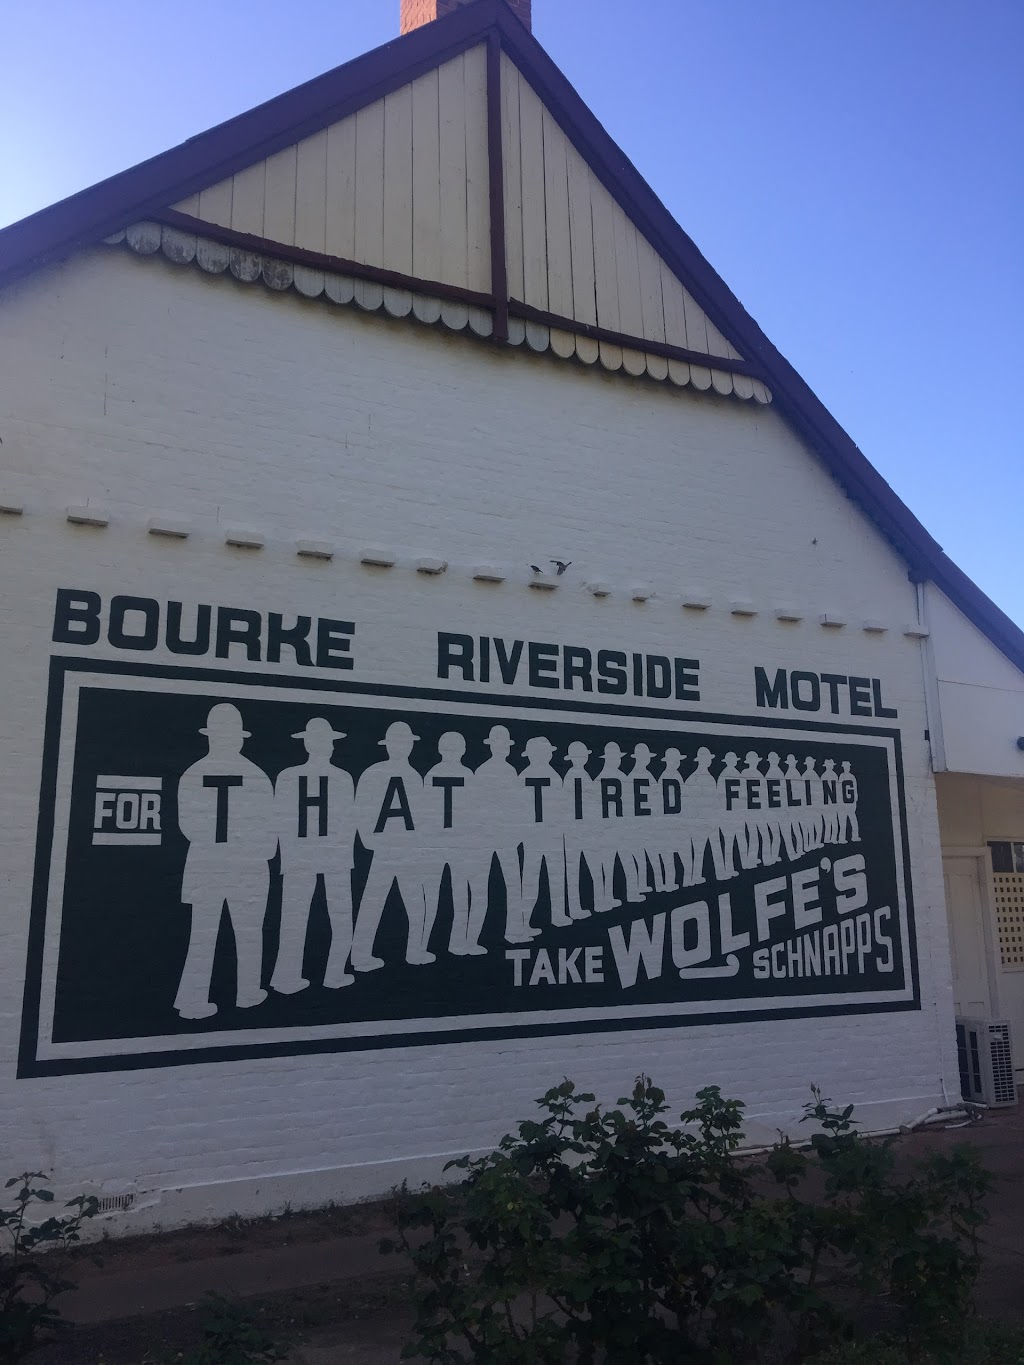 BOURKE RIVERSIDE MOTEL
FOR THAT TIRED FEELING
TAKE WOLFE'S SCHNAPPS